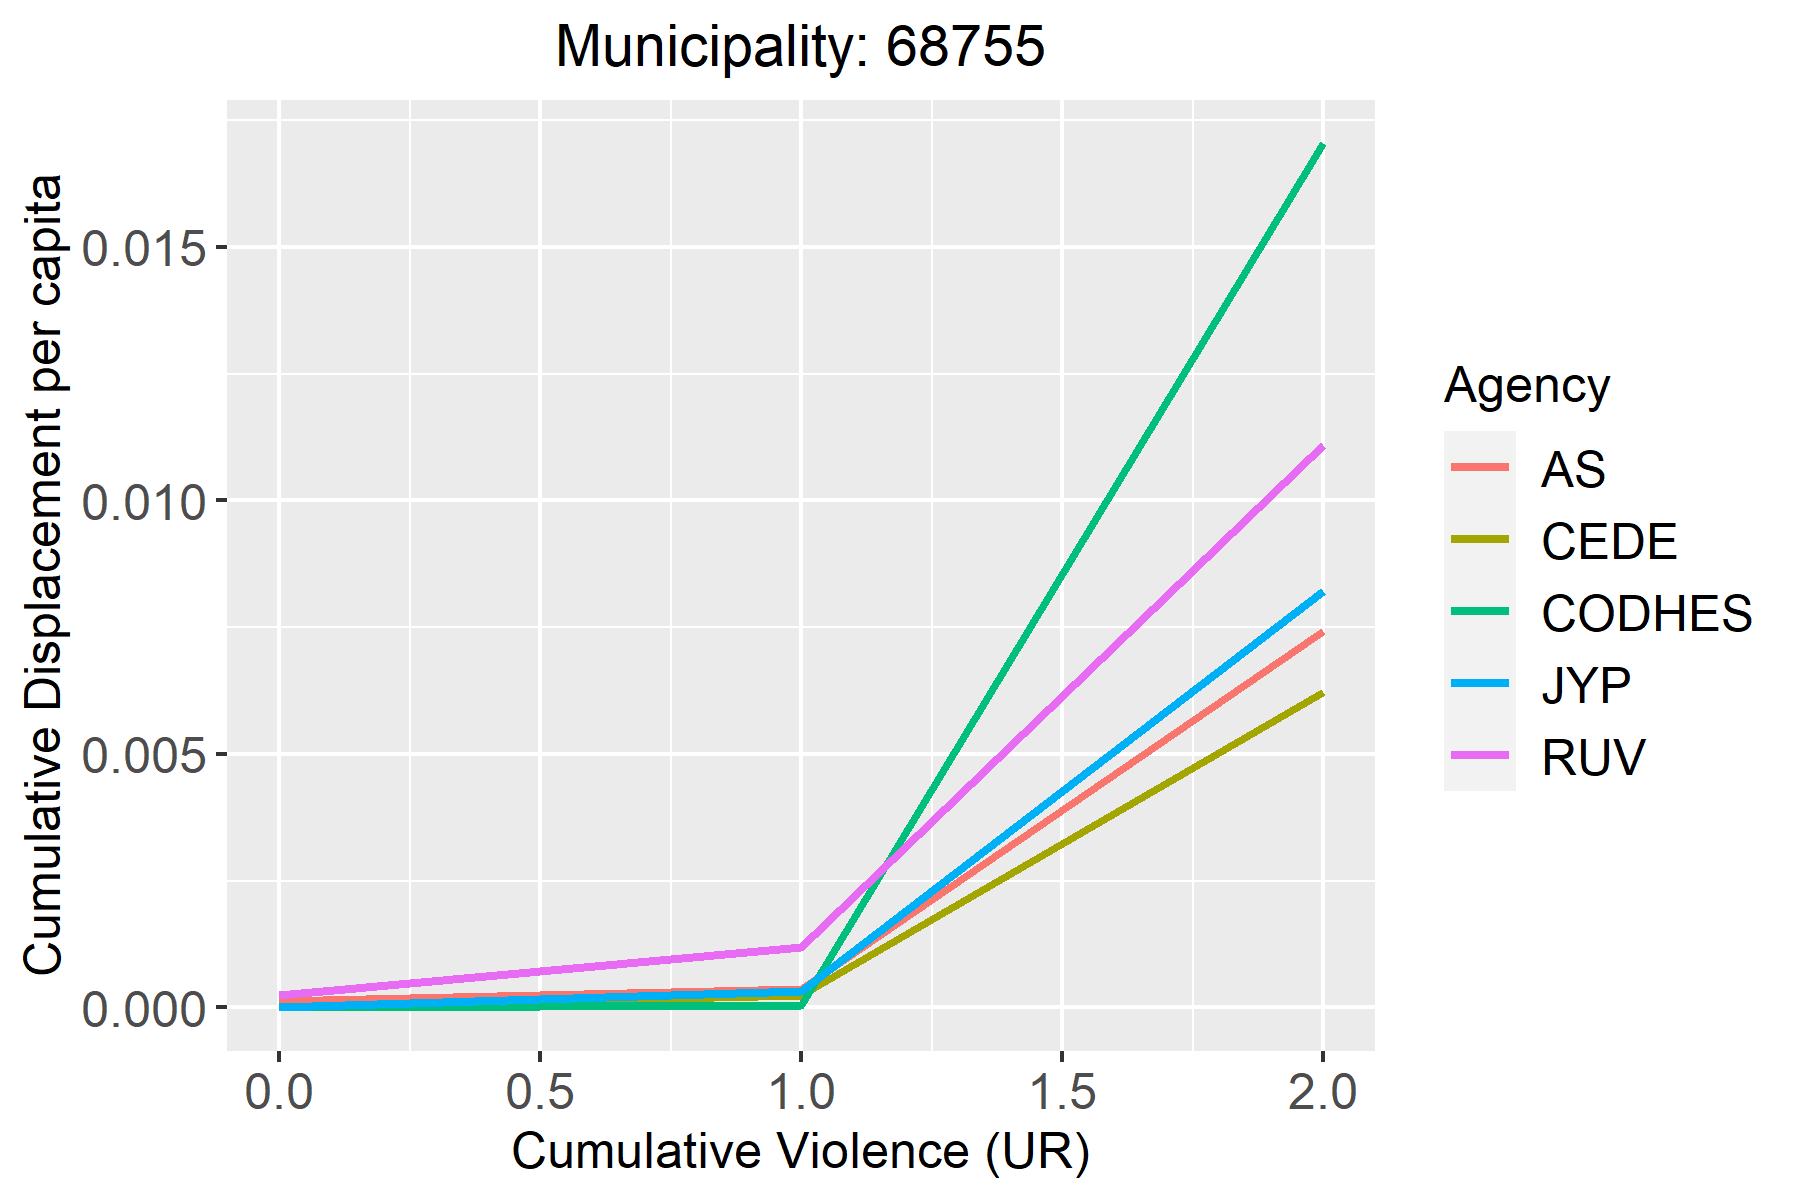 Municipality: 68755
Cumulative Displacement per capita
0.015
0.010
0.005
0.000
0.0 0.5 1.0 1.5 2.0
Cumulative Violence (UR)
Agency
AS
CEDE
CODHES
JYP
RUV